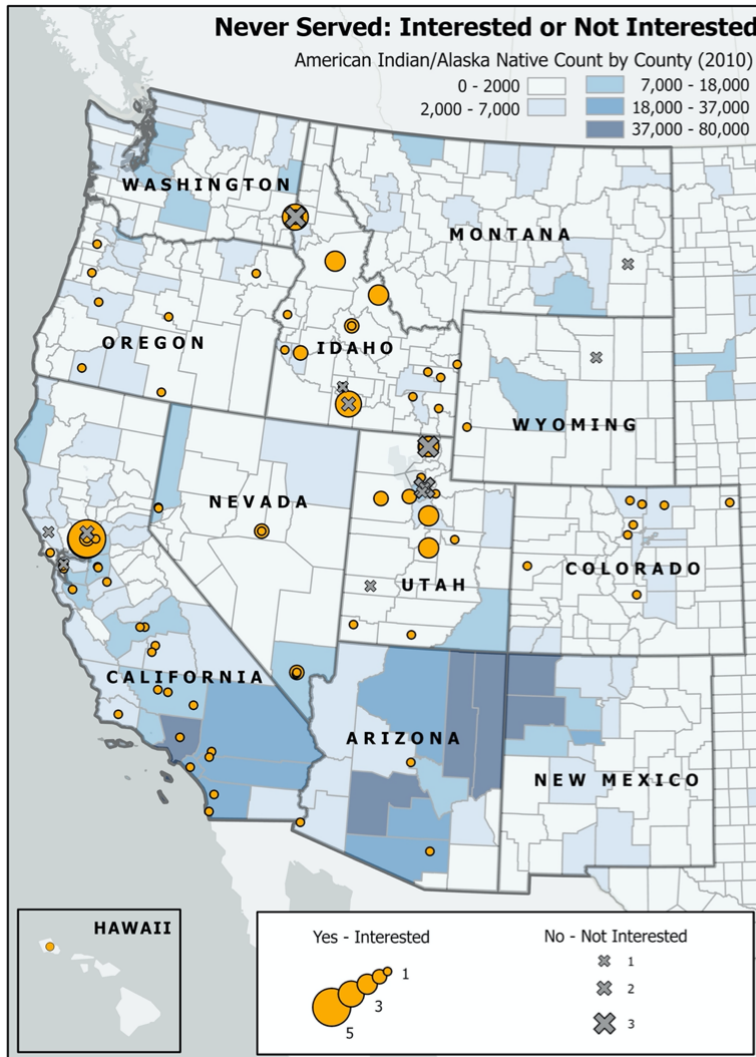 Never Served: Interested or Not Interested
American Indian/Alaska Native Count by County (2010)
0 - 2000
7,000 - 18,000
2,000 - 7,000
18,000 - 37,000
37,000 - 80,000
WASHINGTON
MONTANA
OREGON
IDAHO
WYOMING
NEVADA
UTAH
COLORADO
CALIFORNIA
ARIZONA
NEW MEXICO
HAWAII
Yes - Interested
1
3
5
No - Not Interested
1
2
3